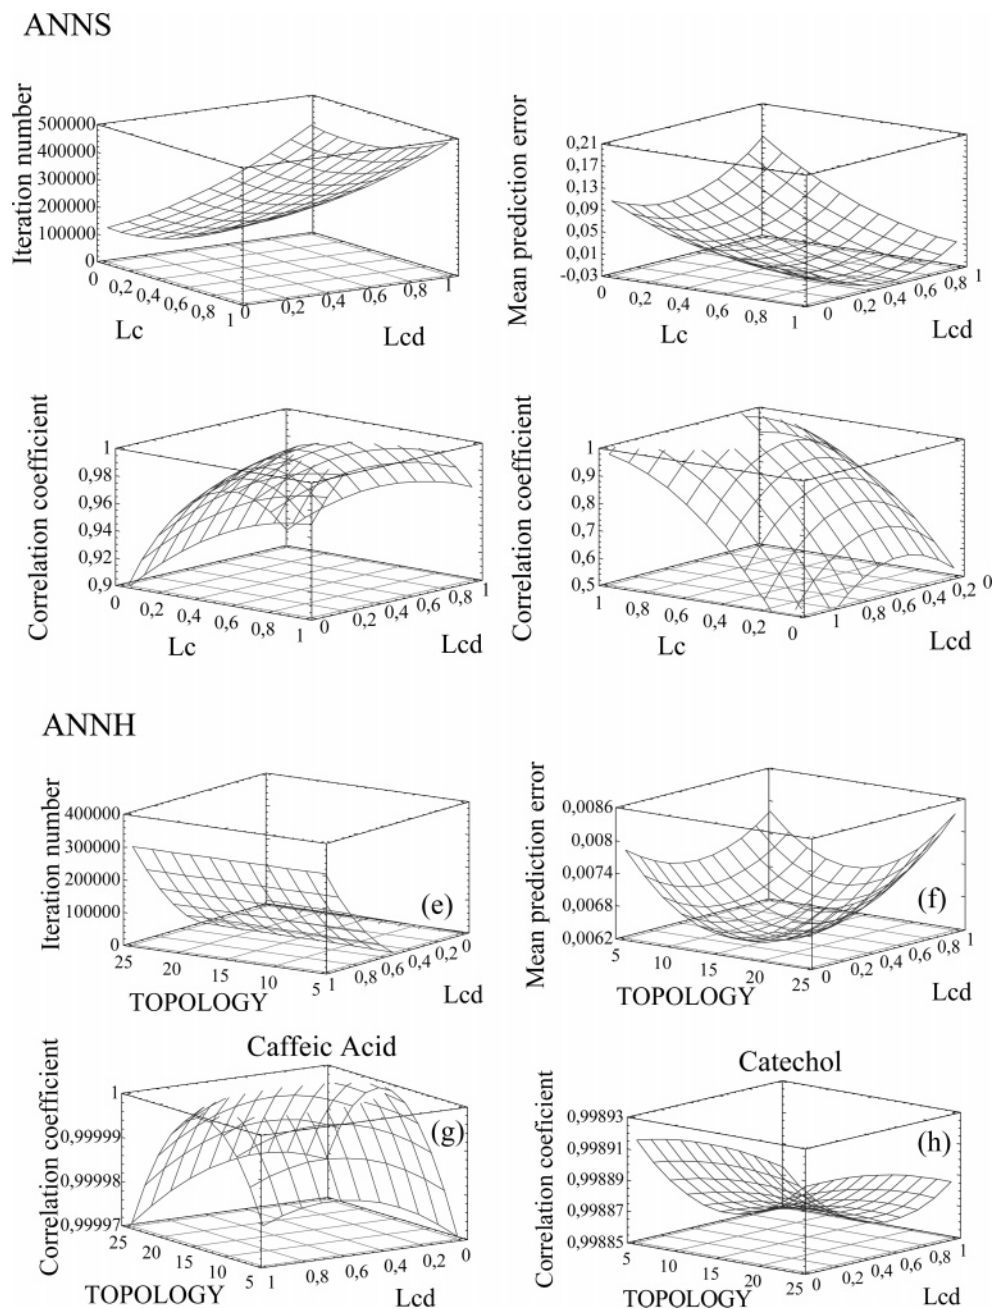 ANNS
Iteration number
500000
400000
300000
200000
100000
0
0 0,2 0,4 0,6 0,8 1
Lc
0 0,2 0,4 0,6 0,8 1
Lcd
Mean prediction error
0,21
0,17
0,13
0,09
0,05
0,01
-0,03
0 0,2 0,4 0,6 0,8 1
Lc
0 0,2 0,4 0,6 0,8 1
Lcd
Correlation coefficient
1
0,98
0,96
0,94
0,92
0,9
0 0,2 0,4 0,6 0,8 1
Lc
0 0,2 0,4 0,6 0,8 1
Lcd
Correlation coefficient
1
0,9
0,8
0,7
0,6
0,5
1 0,8 0,6 0,4 0,2 0
Lc
1 0,8 0,6 0,4 0,2 0
Lcd
ANNH
Iteration number
400000
300000
200000
100000
0
25 20 15 10 5
TOPOLOGY
1 0,8 0,6 0,4 0,2 0
Lcd
(e)
Mean prediction error
0,0086
0,008
0,0074
0,0068
0,0062
5 10 15 20 25
TOPOLOGY
0 0,2 0,4 0,6 0,8 1
Lcd
(f)
Caffeic Acid
Correlation coefficient
1
0,99999
0,99998
0,99997
25 20 15 10 5
TOPOLOGY
1 0,8 0,6 0,4 0,2 0
Lcd
(g)
Catechol
Correlation coeficient
0,99893
0,99891
0,99889
0,99887
0,99885
5 10 15 20 25
TOPOLOGY
0 0,2 0,4 0,6 0,8 1
Lcd
(h)